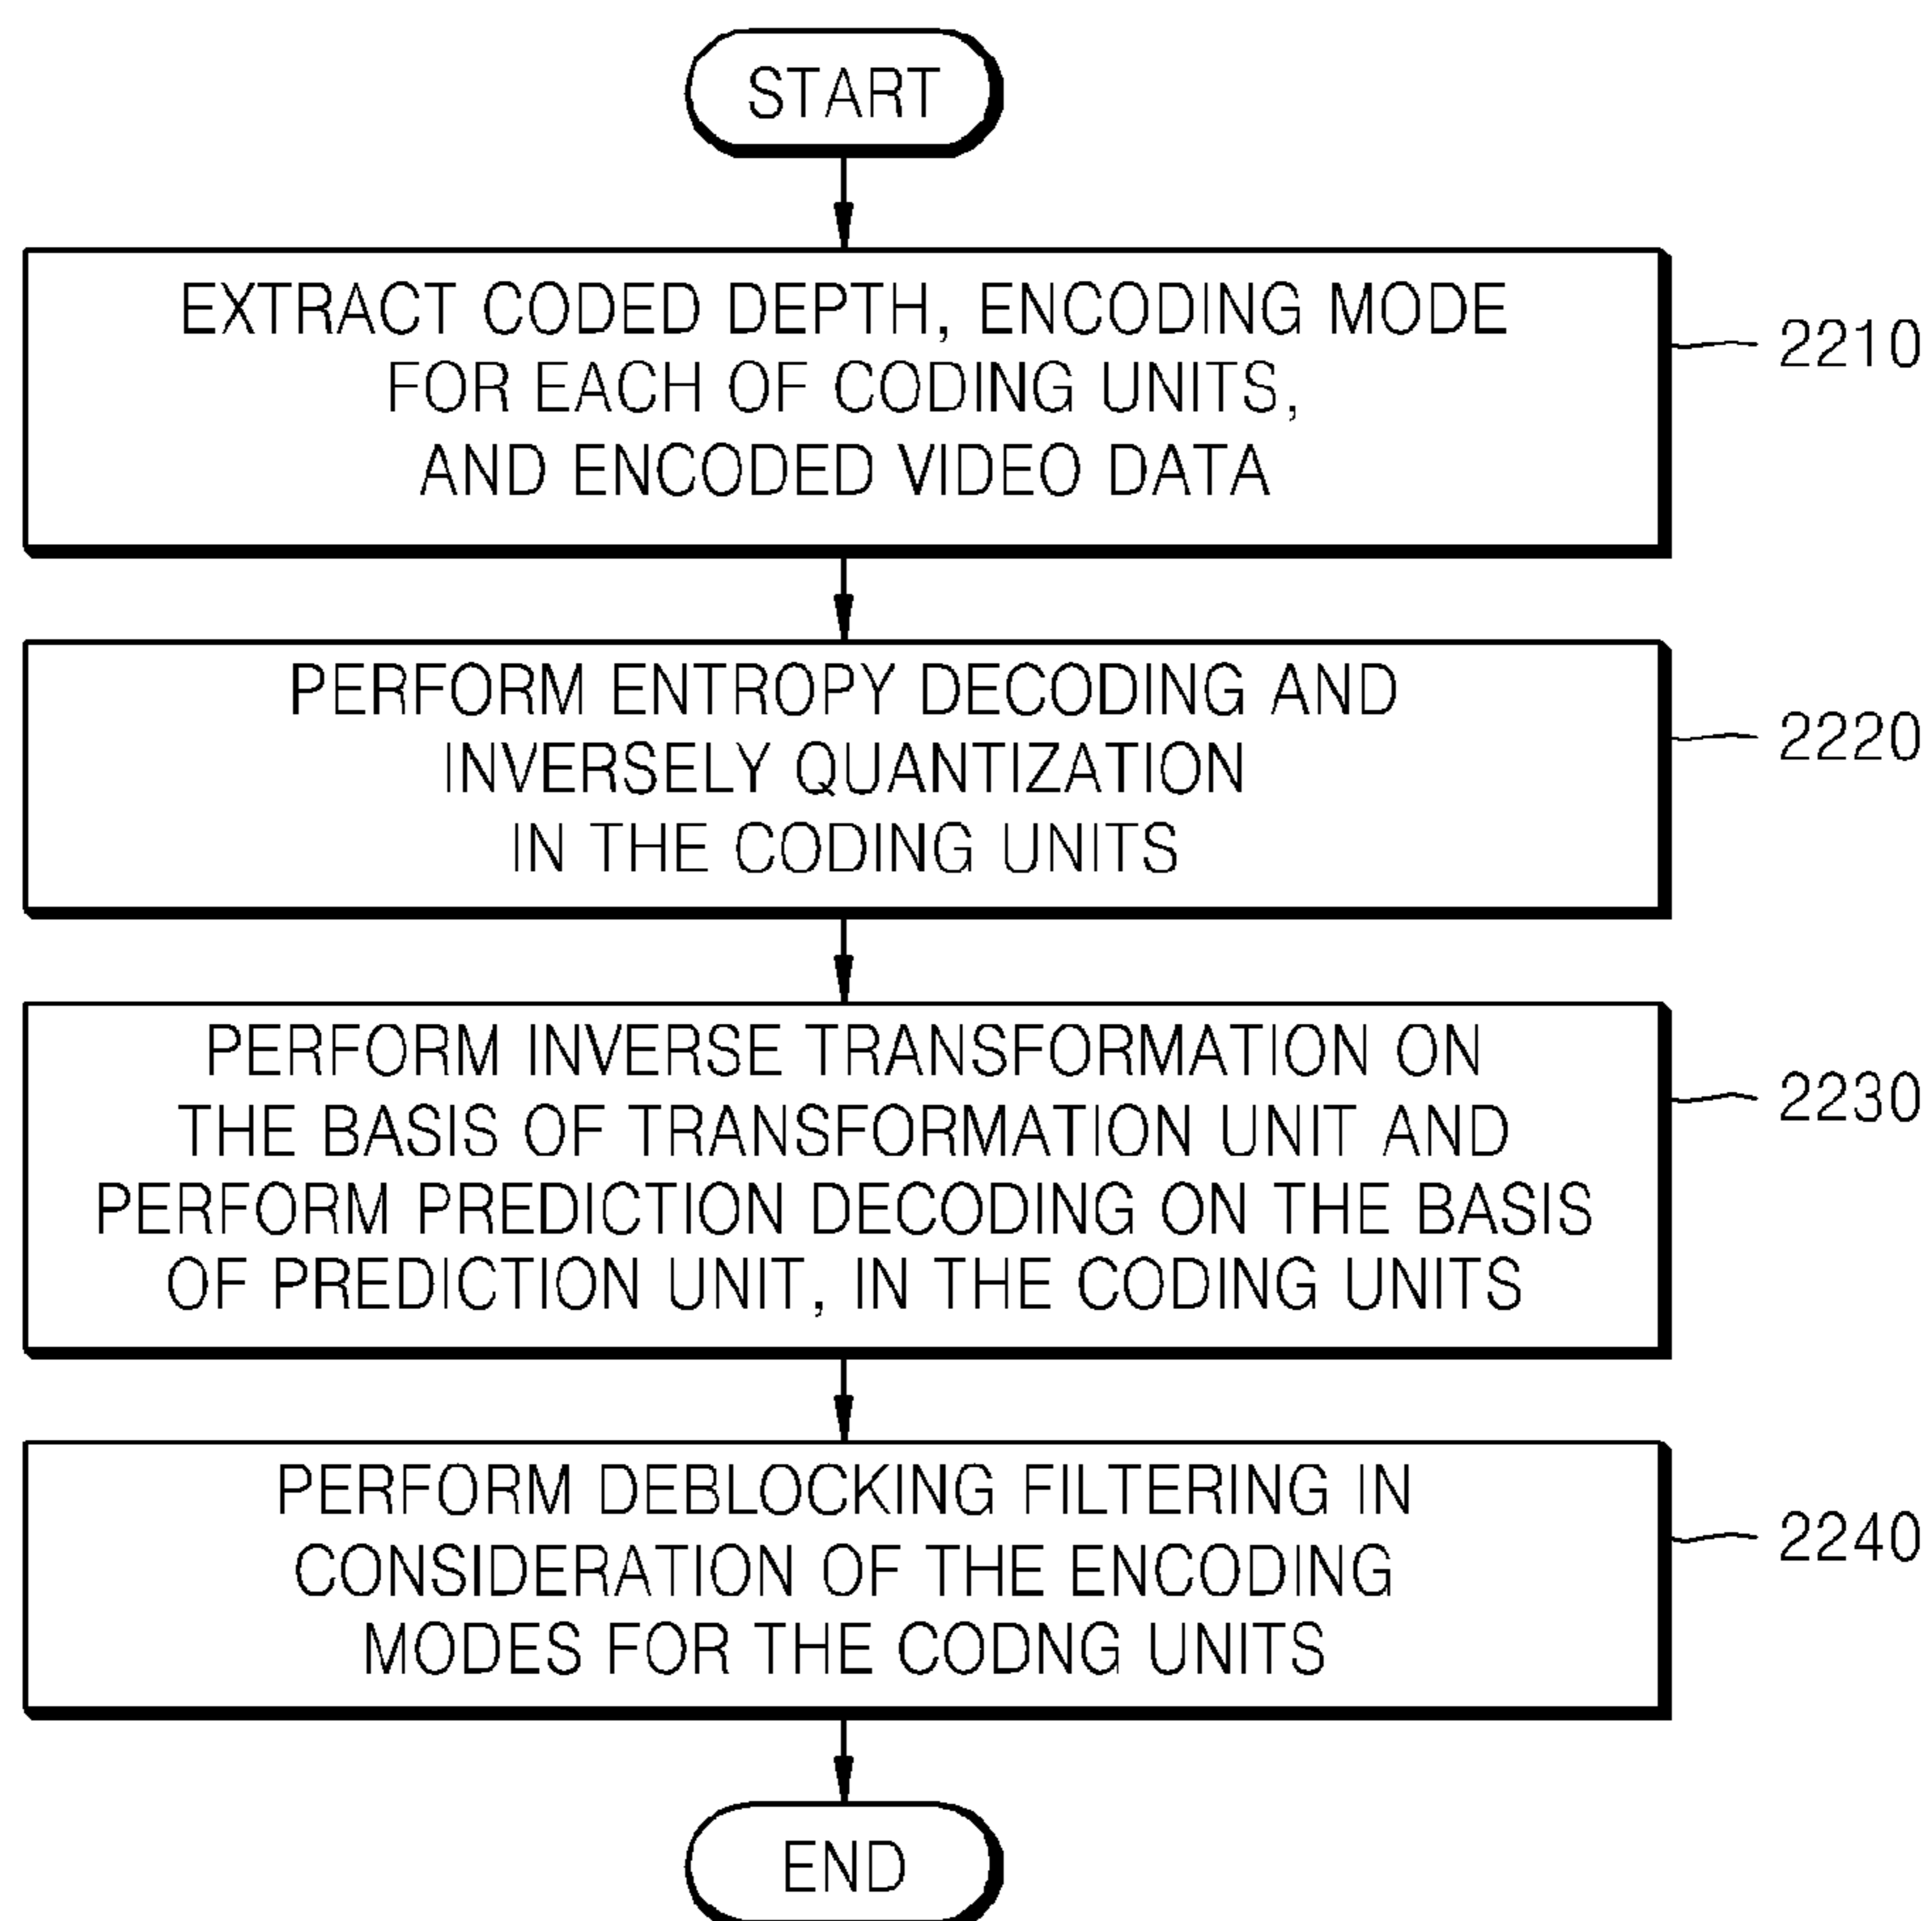 START
EXTRACT CODED DEPTH, ENCODING MODE
FOR EACH OF CODING UNITS,
AND ENCODED VIDEO DATA
2210
PERFORM ENTROPY DECODING AND
INVERSELY QUANTIZATION
IN THE CODING UNITS
2220
PERFORM INVERSE TRANSFORMATION ON
THE BASIS OF TRANSFORMATION UNIT AND
PERFORM PREDICTION DECODING ON THE BASIS
OF PREDICTION UNIT, IN THE CODING UNITS
2230
PERFORM DEBLOCKING FILTERING IN
CONSIDERATION OF THE ENCODING
MODES FOR THE CODNG UNITS
2240
END